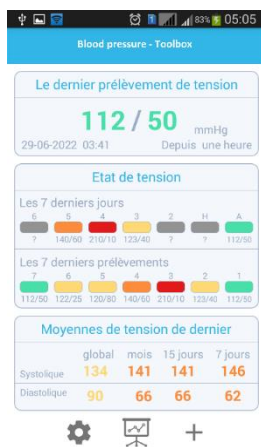 83% 05:05
Blood pressure - Toolbox
Le dernier prélèvement de tension
112 / 50 mmHg
29-06-2022 03:41 Depuis une heure
Etat de tension
Les 7 derniers jours
6 5 4 3 2 H A
? 140/60 210/10 123/40 ? ? 112/50
Les 7 derniers prélèvements
7 6 5 4 3 2 1
112/50 122/25 120/80 140/60 210/10 123/40 112/50
Moyennes de tension de dernier
global mois 15 jours 7 jours
Systolique 134 141 141 146
Diastolique 90 66 66 62